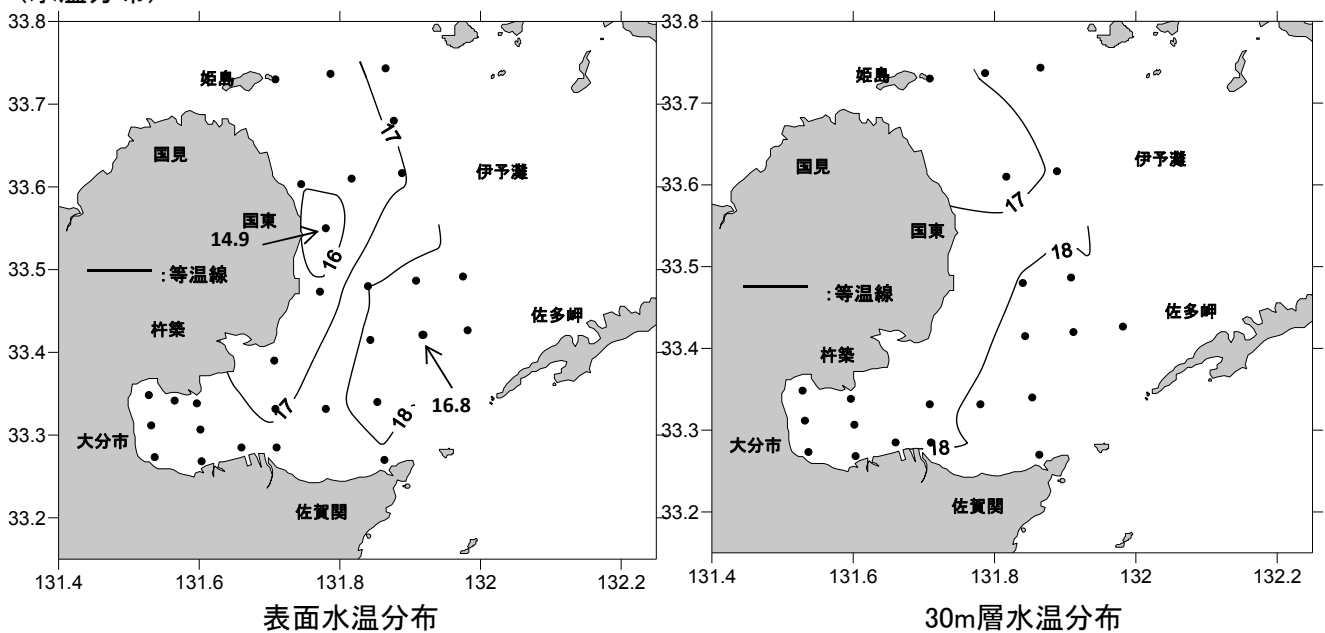 (水温分布)
33.8
33.7
33.6
33.5
33.4
33.3
33.2
131.4
131.6
131.8
132
132.2
姫島
国見
国東
14.9
16
17
伊予灘
:等温線
杵築
佐多岬
17
18
16.8
大分市
佐賀関
表面水温分布
33.8
33.7
33.6
33.5
33.4
33.3
33.2
131.4
131.6
131.8
132
132.2
姫島
国見
伊予灘
17
国東
18
:等温線
佐多岬
杵築
大分市
18
佐賀関
30m層水温分布